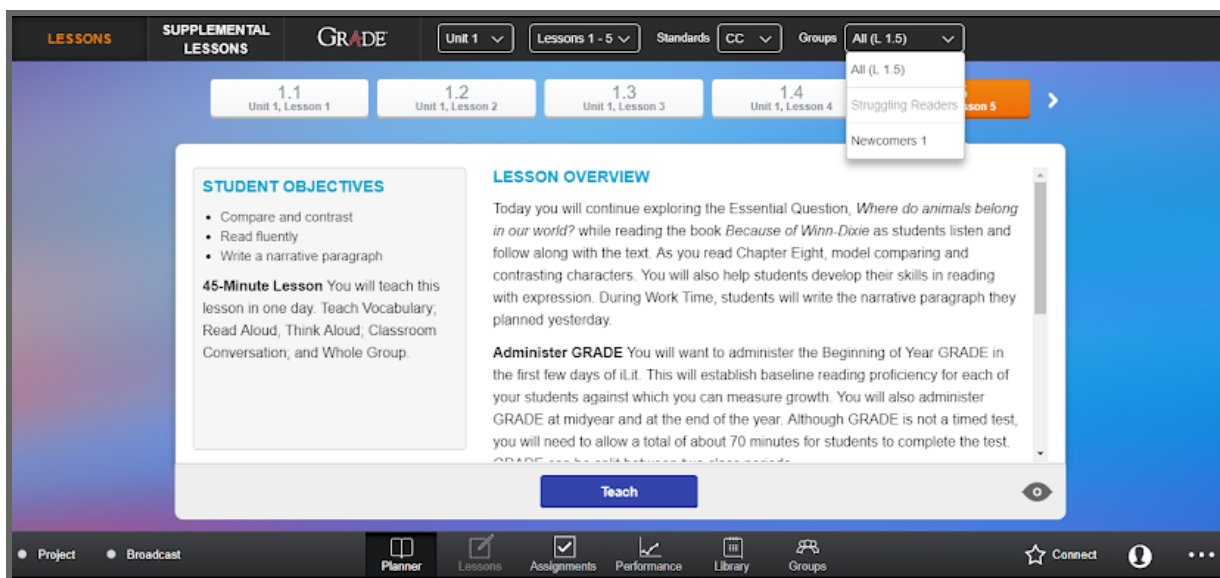 LESSONS
SUPPLEMENTAL
LESSONS
GRADE
Unit 1
Lessons 1 - 5
Standards
CC
Groups
All (L 1.5)
All (L 1.5)
Struggling Readers
Newcomers 1
1.1
Unit 1, Lesson 1
1.2
Unit 1, Lesson 2
1.3
Unit 1, Lesson 3
1.4
Unit 1, Lesson 4
sson 5
STUDENT OBJECTIVES
• Compare and contrast
• Read fluently
• Write a narrative paragraph
45-Minute Lesson You will teach this
lesson in one day. Teach Vocabulary;
Read Aloud, Think Aloud; Classroom
Conversation; and Whole Group.
LESSON OVERVIEW
Today you will continue exploring the Essential Question, Where do animals belong
in our world? while reading the book Because of Winn-Dixie as students listen and
follow along with the text. As you read Chapter Eight, model comparing and
contrasting characters. You will also help students develop their skills in reading
with expression. During Work Time, students will write the narrative paragraph they
planned yesterday.
Administer GRADE You will want to administer the Beginning of Year GRADE in
the first few days of iLit. This will establish baseline reading proficiency for each of
your students against which you can measure growth. You will also administer
GRADE at midyear and at the end of the year. Although GRADE is not a timed test,
you will need to allow a total of about 70 minutes for students to complete the test.
GRADE can be split between two class periods.
Teach
Project
Broadcast
Planner
Lessons
Assignments
Performance
Library
Groups
Connect